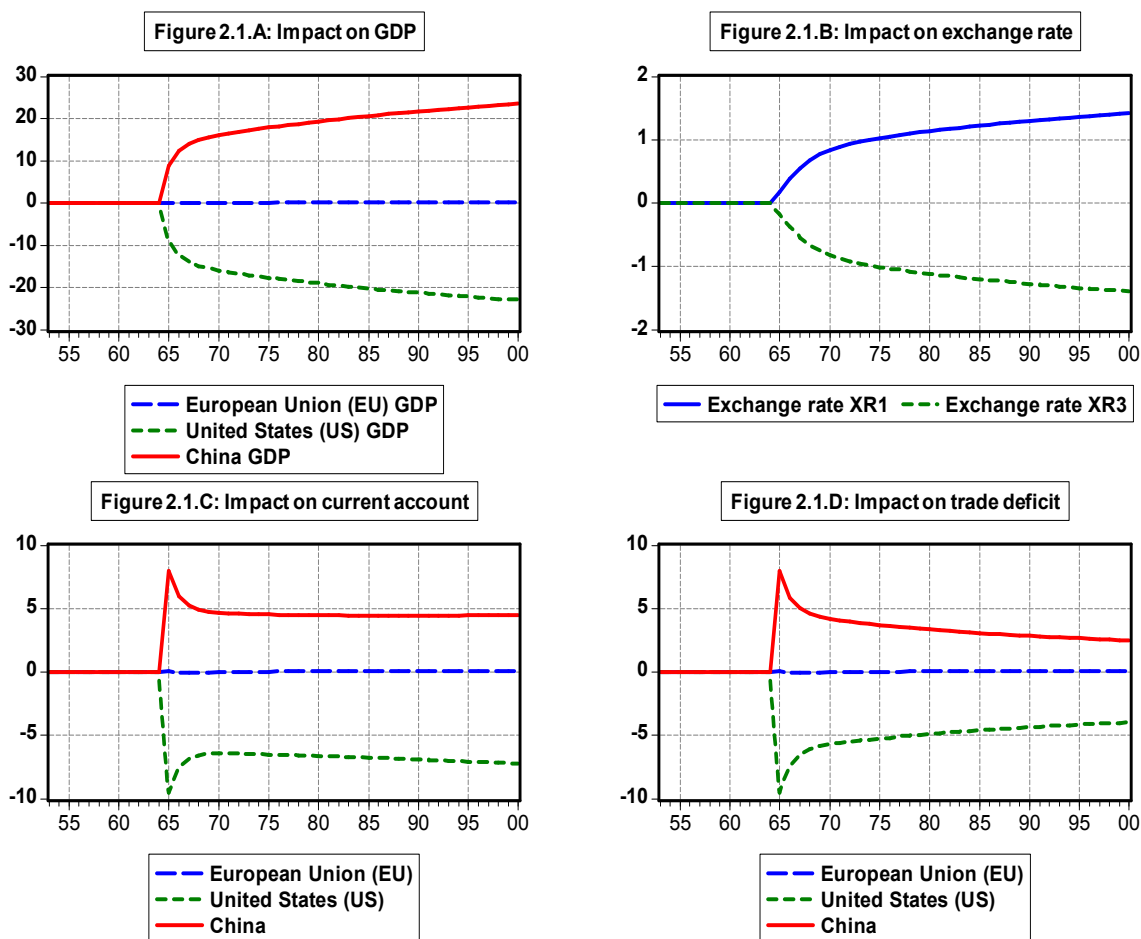 Figure 2.1.A: Impact on GDP
30
20
10
0
-10
-20
-30
55 60 65 70 75 80 85 90 95 00
European Union (EU) GDP
United States (US) GDP
China GDP
Figure 2.1.B: Impact on exchange rate
2
1
0
-1
-2
55 60 65 70 75 80 85 90 95 00
Exchange rate XR1 Exchange rate XR3
Figure 2.1.C: Impact on current account
10
5
0
-5
-10
55 60 65 70 75 80 85 90 95 00
European Union (EU)
United States (US)
China
Figure 2.1.D: Impact on trade deficit
10
5
0
-5
-10
55 60 65 70 75 80 85 90 95 00
European Union (EU)
United States (US)
China